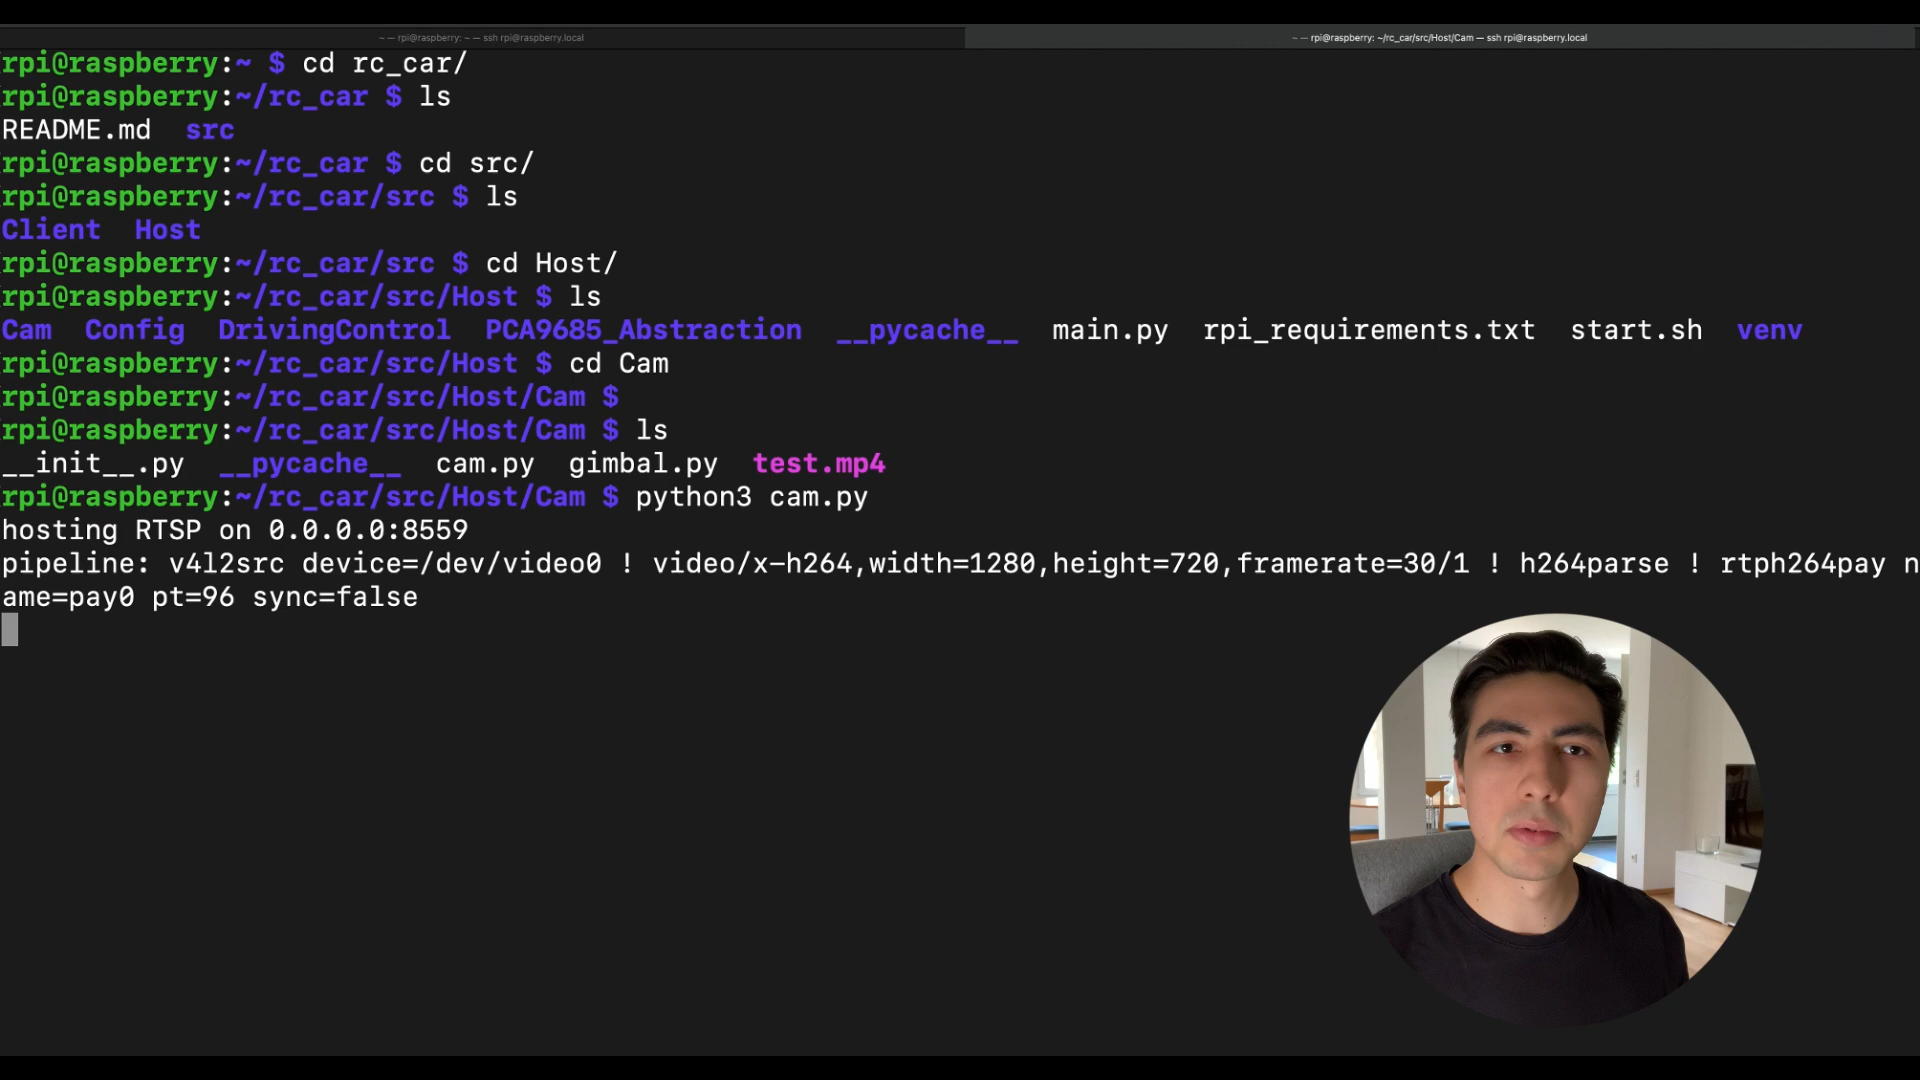 ~ — rpi@raspberry: ~ — ssh rpi@raspberry.local
~ — rpi@raspberry: ~/rc_car/src/Host/Cam — ssh rpi@raspberry.local
rpi@raspberry:~ $ cd rc_car/
rpi@raspberry:~/rc_car $ ls
README.md  src
rpi@raspberry:~/rc_car $ cd src/
rpi@raspberry:~/rc_car/src $ ls
Client  Host
rpi@raspberry:~/rc_car/src $ cd Host/
rpi@raspberry:~/rc_car/src/Host $ ls
Cam  Config  DrivingControl  PCA9685_Abstraction  __pycache__  main.py  rpi_requirements.txt  start.sh  venv
rpi@raspberry:~/rc_car/src/Host $ cd Cam
rpi@raspberry:~/rc_car/src/Host/Cam $
rpi@raspberry:~/rc_car/src/Host/Cam $ ls
__init__.py  __pycache__  cam.py  gimbal.py  test.mp4
rpi@raspberry:~/rc_car/src/Host/Cam $ python3 cam.py
hosting RTSP on 0.0.0.0:8559
pipeline: v4l2src device=/dev/video0 ! video/x-h264,width=1280,height=720,framerate=30/1 ! h264parse ! rtph264pay n
ame=pay0 pt=96 sync=false